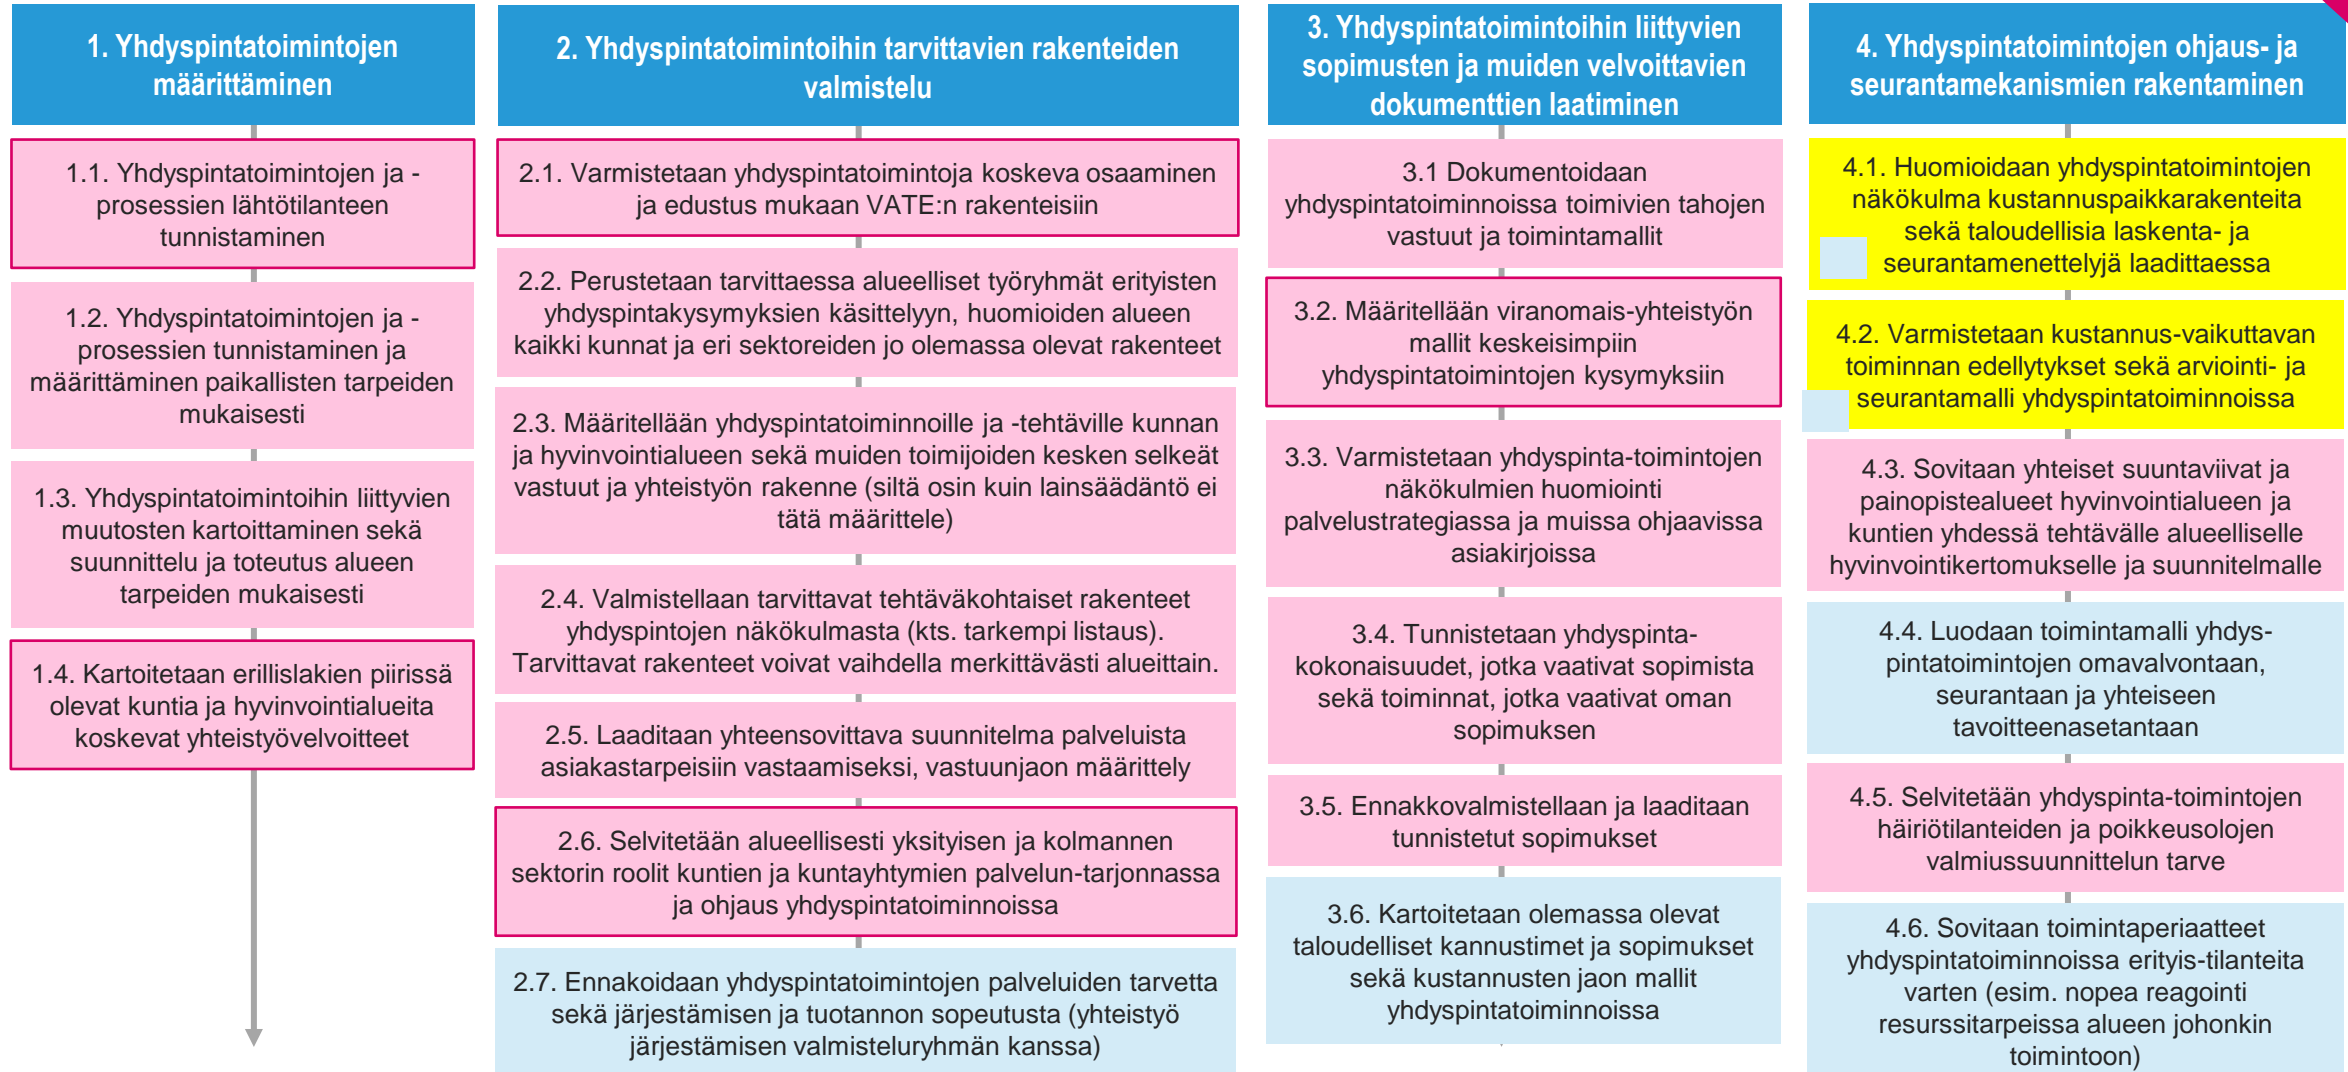 1. Yhdyspintatoimintojen
määrittäminen
1.1. Yhdyspintatoimintojen ja -
prosessien lähtötilanteen
tunnistaminen
1.2. Yhdyspintatoimintojen ja -
prosessien tunnistaminen ja
määrittäminen paikallisten tarpeiden
mukaisesti
1.3. Yhdyspintatoimintoihin liittyvien
muutosten kartoittaminen sekä
suunnittelu ja toteutus alueen
tarpeiden mukaisesti
1.4. Kartoitetaan erillislakien piirissä
olevat kuntia ja hyvinvointialueita
koskevat yhteistyövelvoitteet
2. Yhdyspintatoimintoihin tarvittavien rakenteiden
valmistelu
2.1. Varmistetaan yhdyspintatoimintoja koskeva osaaminen
ja edustus mukaan VATE:n rakenteisiin
2.2. Perustetaan tarvittaessa alueelliset työryhmät erityisten
yhdyspintakysymyksien käsittelyyn, huomioiden alueen
kaikki kunnat ja eri sektoreiden jo olemassa olevat rakenteet
2.3. Määritellään yhdyspintatoiminnoille ja -tehtäville kunnan
ja hyvinvointialueen sekä muiden toimijoiden kesken selkeät
vastuut ja yhteistyön rakenne (siltä osin kuin lainsäädäntö ei
tätä määrittele)
2.4. Valmistellaan tarvittavat tehtäväkohtaiset rakenteet
yhdyspintojen näkökulmasta (kts. tarkempi listaus).
Tarvittavat rakenteet voivat vaihdella merkittävästi alueittain.
2.5. Laaditaan yhteensovittava suunnitelma palveluista
asiakastarpeisiin vastaamiseksi, vastuunjaon määrittely
2.6. Selvitetään alueellisesti yksityisen ja kolmannen
sektorin roolit kuntien ja kuntayhtymien palvelun-tarjonnassa
ja ohjaus yhdyspintatoiminnoissa
2.7. Ennakoidaan yhdyspintatoimintojen palveluiden tarvetta
sekä järjestämisen ja tuotannon sopeutusta (yhteistyö
järjestämisen valmisteluryhmän kanssa)
3. Yhdyspintatoimintoihin liittyvien
sopimusten ja muiden velvoittavien
dokumenttien laatiminen
3.1 Dokumentoidaan
yhdyspintatoiminnoissa toimivien tahojen
vastuut ja toimintamallit
3.2. Määritellään viranomais-yhteistyön
mallit keskeisimpiin
yhdyspintatoimintojen kysymyksiin
3.3. Varmistetaan yhdyspinta-toimintojen
näkökulmien huomiointi
palvelustrategiassa ja muissa ohjaavissa
asiakirjoissa
3.4. Tunnistetaan yhdyspinta-
kokonaisuudet, jotka vaativat sopimista
sekä toiminnat, jotka vaativat oman
sopimuksen
3.5. Ennakkovalmistellaan ja laaditaan
tunnistetut sopimukset
3.6. Kartoitetaan olemassa olevat
taloudelliset kannustimet ja sopimukset
sekä kustannusten jaon mallit
yhdyspintatoiminnoissa
4. Yhdyspintatoimintojen ohjaus- ja
seurantamekanismien rakentaminen
4.1. Huomioidaan yhdyspintatoimintojen
näkökulma kustannuspaikkarakenteita
sekä taloudellisia laskenta- ja
seurantamenettelyjä laadittaessa
4.2. Varmistetaan kustannus-vaikuttavan
toiminnan edellytykset sekä arviointi- ja
seurantamalli yhdyspintatoiminnoissa
4.3. Sovitaan yhteiset suuntaviivat ja
painopistealueet hyvinvointialueen ja
kuntien yhdessä tehtävälle alueelliselle
hyvinvointikertomukselle ja suunnitelmalle
4.4. Luodaan toimintamalli yhdys-
pintatoimintojen omavalvontaan,
seurantaan ja yhteiseen
tavoitteenasetantaan
4.5. Selvitetään yhdyspinta-toimintojen
häiriötilanteiden ja poikkeusolojen
valmiussuunnittelun tarve
4.6. Sovitaan toimintaperiaatteet
yhdyspintatoiminnoissa erityis-tilanteita
varten (esim. nopea reagointi
resurssitarpeissa alueen johonkin
toimintoon)